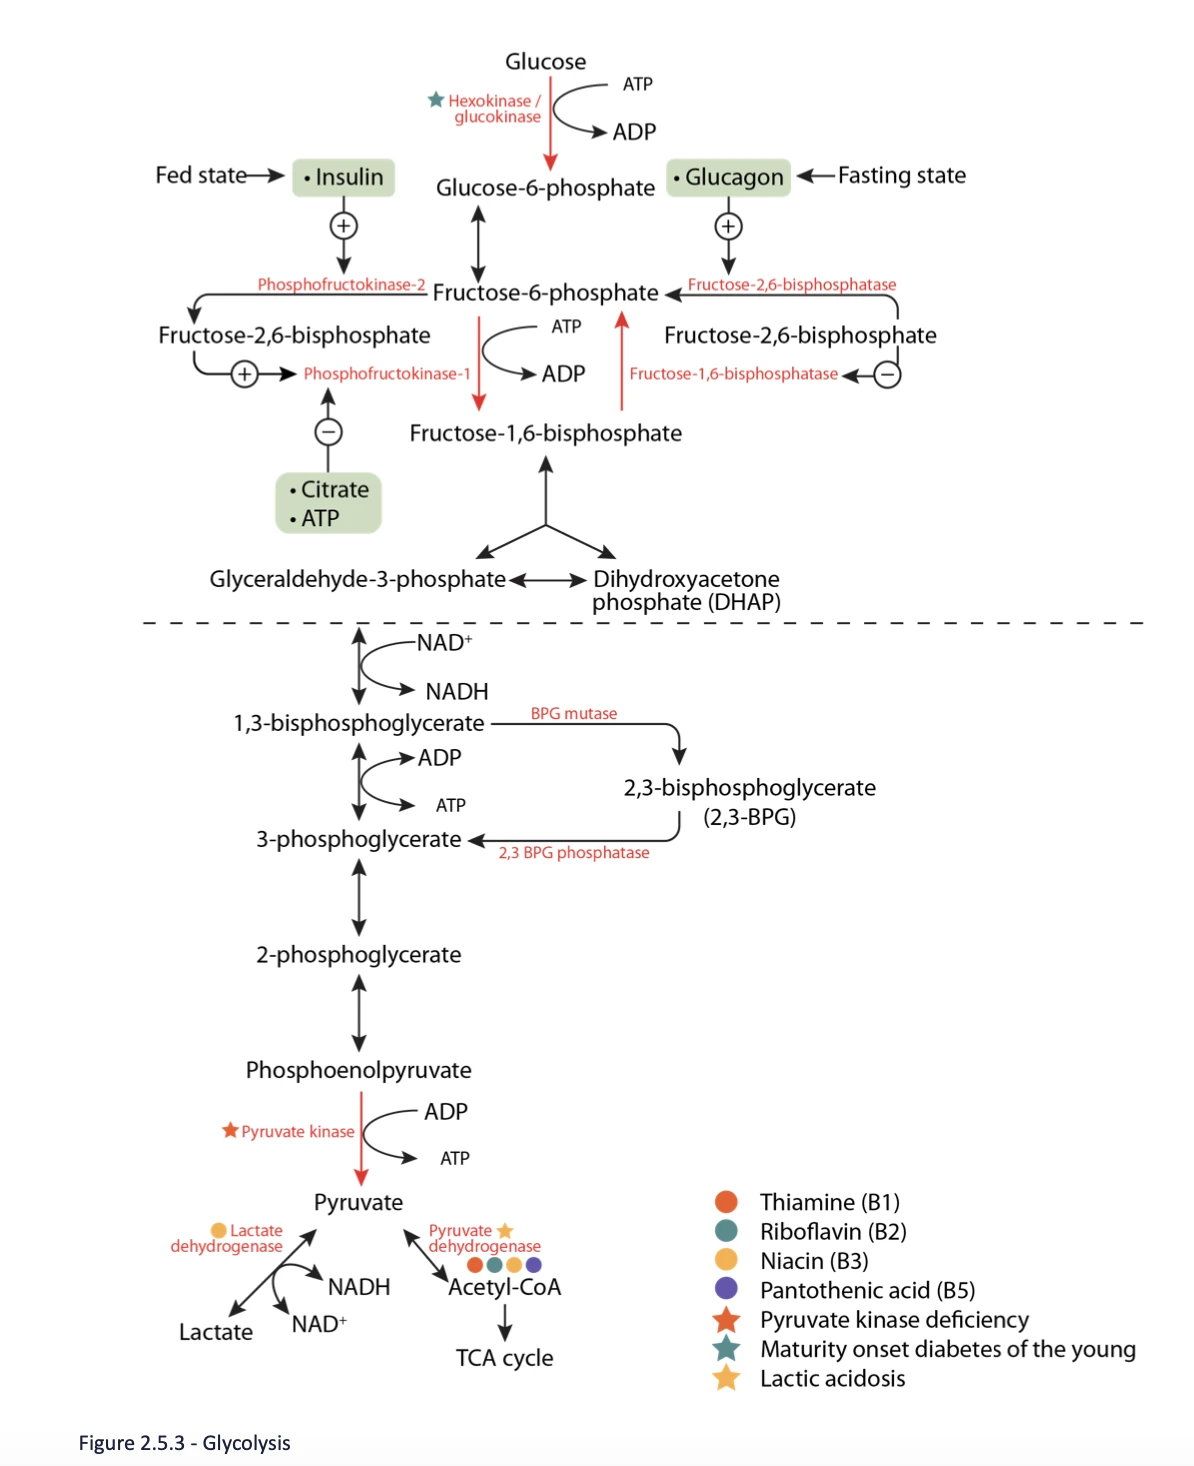 Glucose
ATP
Hexokinase /
glucokinase
ADP
Fed state
• Insulin
Glucose-6-phosphate
• Glucagon
Fasting state
+
+
Phosphofructokinase-2
Fructose-6-phosphate
Fructose-2,6-bisphosphatase
Fructose-2,6-bisphosphate
ATP
Fructose-2,6-bisphosphate
+
Phosphofructokinase-1
ADP
Fructose-1,6-bisphosphatase
−
−
Fructose-1,6-bisphosphate
• Citrate
• ATP
Glyceraldehyde-3-phosphate
Dihydroxyacetone
phosphate (DHAP)
NAD⁺
NADH
1,3-bisphosphoglycerate
BPG mutase
ADP
2,3-bisphosphoglycerate
(2,3-BPG)
ATP
3-phosphoglycerate
2,3 BPG phosphatase
2-phosphoglycerate
Phosphoenolpyruvate
ADP
Pyruvate kinase
ATP
Pyruvate
Lactate
dehydrogenase
Pyruvate
dehydrogenase
NADH
Acetyl-CoA
NAD⁺
Lactate
TCA cycle
Thiamine (B1)
Riboflavin (B2)
Niacin (B3)
Pantothenic acid (B5)
Pyruvate kinase deficiency
Maturity onset diabetes of the young
Lactic acidosis
Figure 2.5.3 - Glycolysis